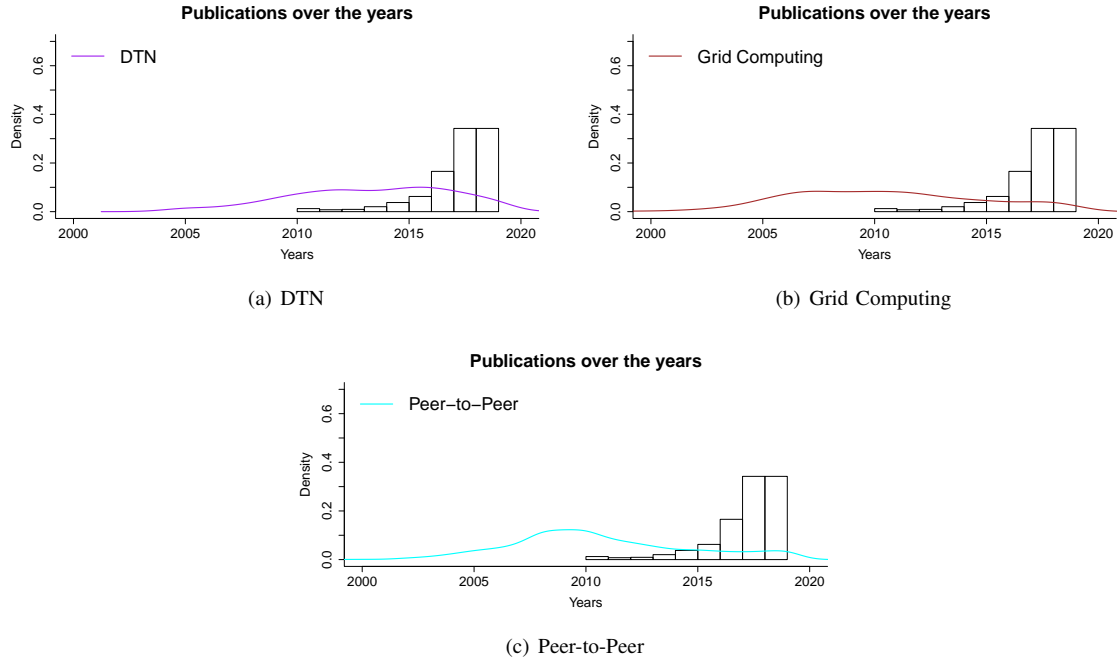 Publications over the years
DTN
Density
0.0 0.2 0.4 0.6
2000 2005 2010 2015 2020
Years
(a) DTN
Publications over the years
Grid Computing
Density
0.0 0.2 0.4 0.6
2000 2005 2010 2015 2020
Years
(b) Grid Computing
Publications over the years
Peer−to−Peer
Density
0.0 0.2 0.4 0.6
2000 2005 2010 2015 2020
Years
(c) Peer-to-Peer